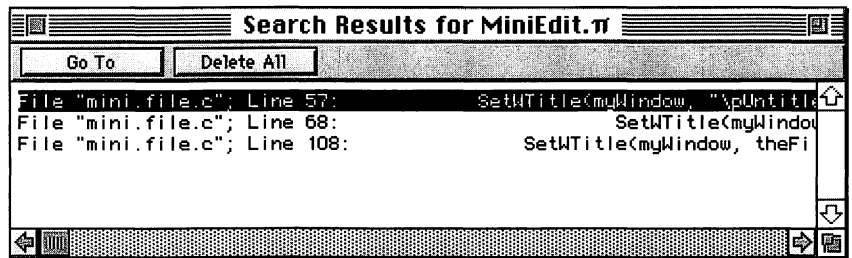 Search Results for MiniEdit.π
Go To Delete All
File "mini.file.c"; Line 57: SetWTitle(myWindow, "\pUntitle
File "mini.file.c"; Line 68: SetWTitle(myWindow
File "mini.file.c"; Line 108: SetWTitle(myWindow, theFi